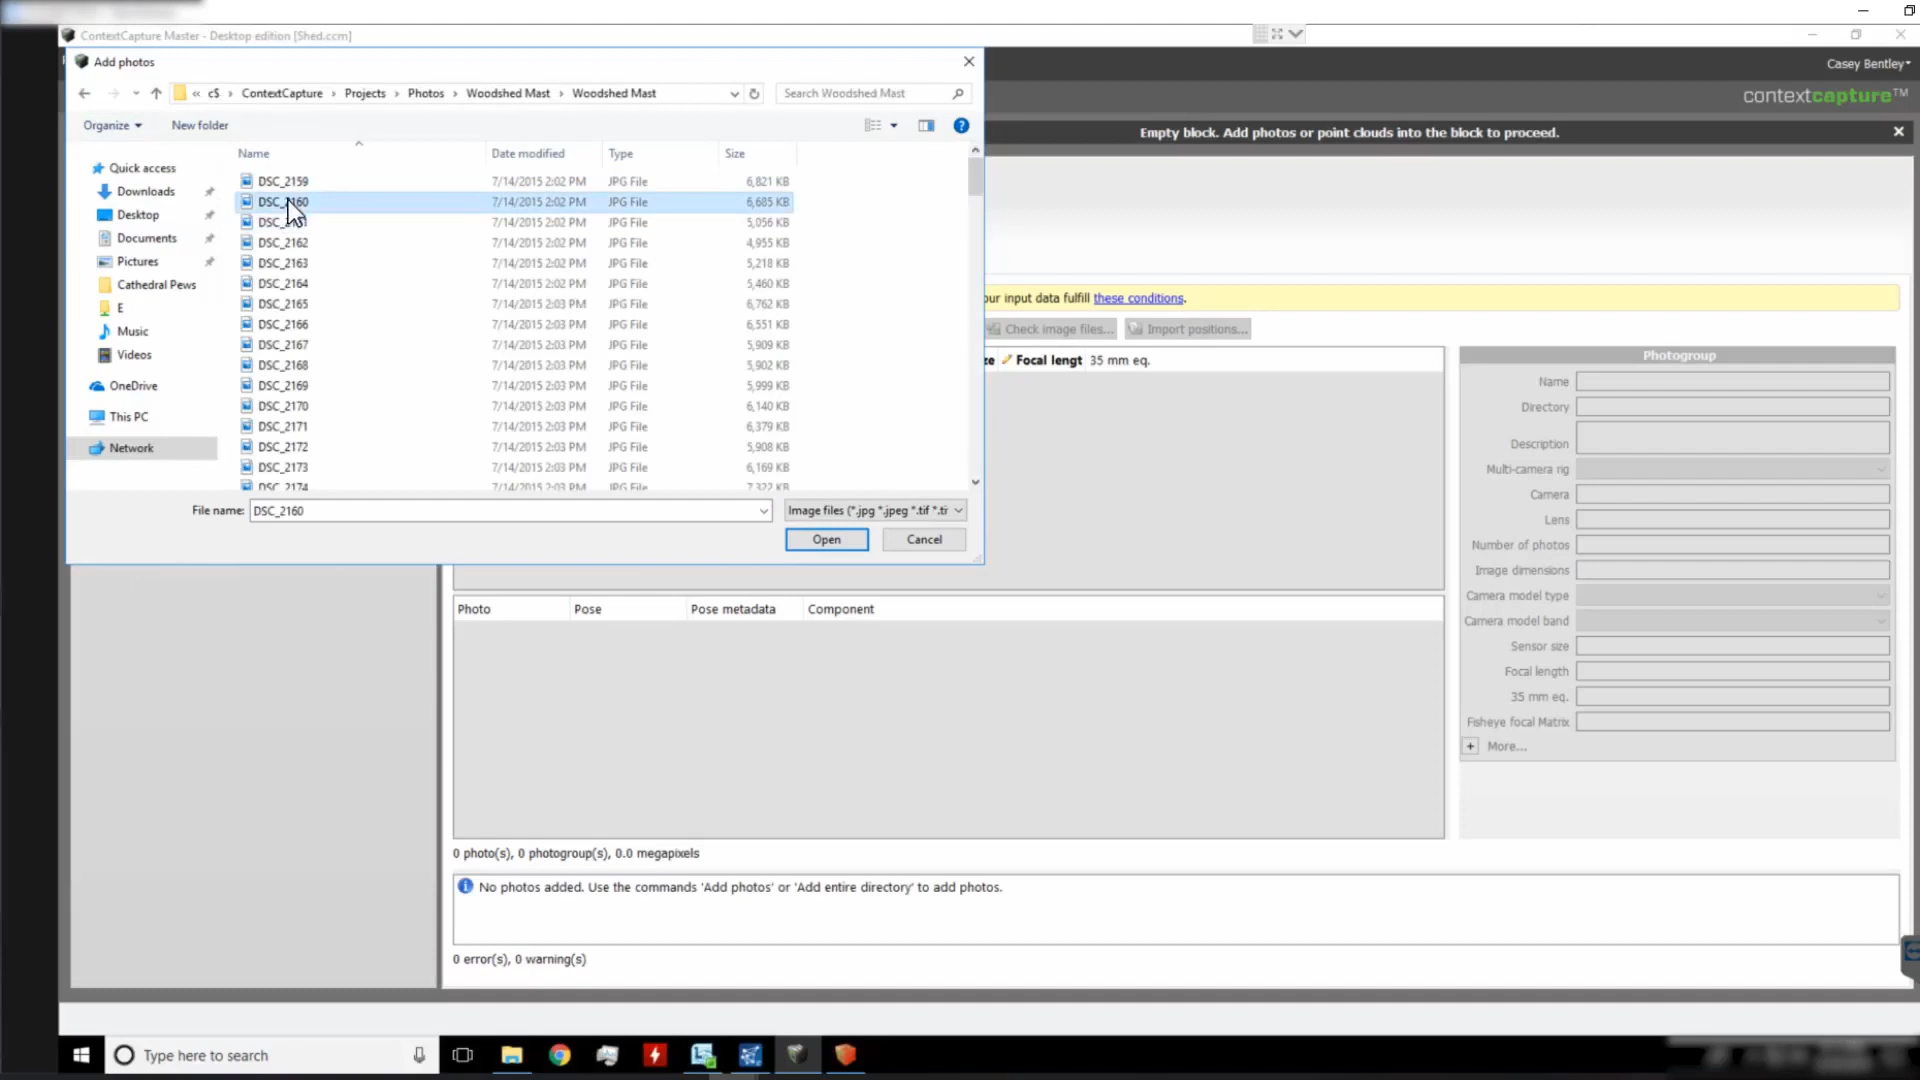 ContextCapture Master - Desktop edition [Shed.ccm]
Add photos
Casey Bentley
« c$ › ContextCapture › Projects › Photos › Woodshed Mast › Woodshed Mast
Search Woodshed Mast
contextcapture™
Organize
New folder
Empty block. Add photos or point clouds into the block to proceed.
Name Date modified Type Size
Quick access
Downloads
Desktop
Documents
Pictures
Cathedral Pews
E
Music
Videos
OneDrive
This PC
Network
DSC_2159 7/14/2015 2:02 PM JPG File 6,821 KB
DSC_2160 7/14/2015 2:02 PM JPG File 6,685 KB
7/14/2015 2:02 PM JPG File 5,056 KB
DSC_2162 7/14/2015 2:02 PM JPG File 4,955 KB
DSC_2163 7/14/2015 2:02 PM JPG File 5,218 KB
DSC_2164 7/14/2015 2:02 PM JPG File 5,460 KB
DSC_2165 7/14/2015 2:03 PM JPG File 6,762 KB
DSC_2166 7/14/2015 2:03 PM JPG File 6,551 KB
DSC_2167 7/14/2015 2:03 PM JPG File 5,909 KB
DSC_2168 7/14/2015 2:03 PM JPG File 5,902 KB
DSC_2169 7/14/2015 2:03 PM JPG File 5,999 KB
DSC_2170 7/14/2015 2:03 PM JPG File 6,140 KB
DSC_2171 7/14/2015 2:03 PM JPG File 6,379 KB
DSC_2172 7/14/2015 2:03 PM JPG File 5,908 KB
DSC_2173 7/14/2015 2:03 PM JPG File 6,169 KB
DSC_2174 7/14/2015 2:03 PM JPG File 7,322 KB
File name: DSC_2160
Image files (*.jpg *.jpeg *.tif *.tif
Open
Cancel
our input data fulfill these conditions.
Check image files...
Import positions...
ze Focal lengt 35 mm eq.
Photogroup
Name
Directory
Description
Multi-camera rig
Camera
Lens
Number of photos
Image dimensions
Camera model type
Camera model band
Sensor size
Focal length
35 mm eq.
Fisheye focal Matrix
+ More...
Photo Pose Pose metadata Component
0 photo(s), 0 photogroup(s), 0.0 megapixels
No photos added. Use the commands 'Add photos' or 'Add entire directory' to add photos.
0 error(s), 0 warning(s)
Type here to search